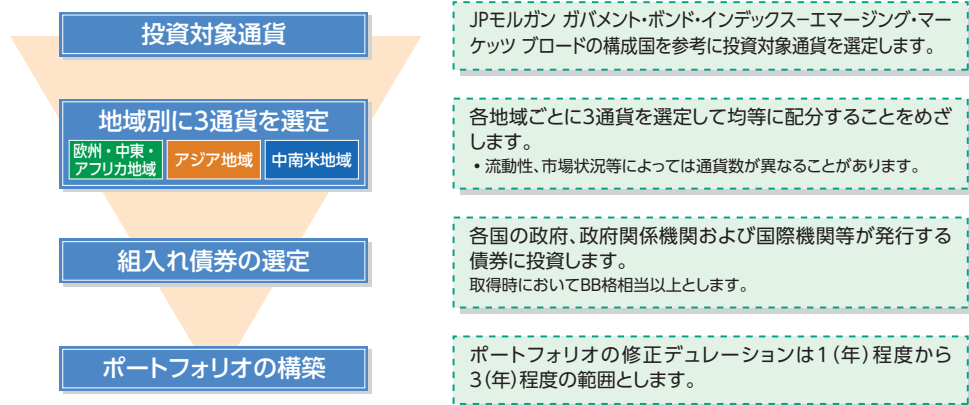 投資対象通貨
JPモルガン ガバメント・ボンド・インデックス−エマージング・マー
ケッツ ブロードの構成国を参考に投資対象通貨を選定します。
地域別に3通貨を選定
欧州・中東・
アフリカ地域
アジア地域
中南米地域
各地域ごとに3通貨を選定して均等に配分することをめざ
します。
• 流動性、市場状況等によっては通貨数が異なることがあります。
組入れ債券の選定
各国の政府、政府関係機関および国際機関等が発行する
債券に投資します。
取得時においてBB格相当以上とします。
ポートフォリオの構築
ポートフォリオの修正デュレーションは1(年)程度から
3(年)程度の範囲とします。